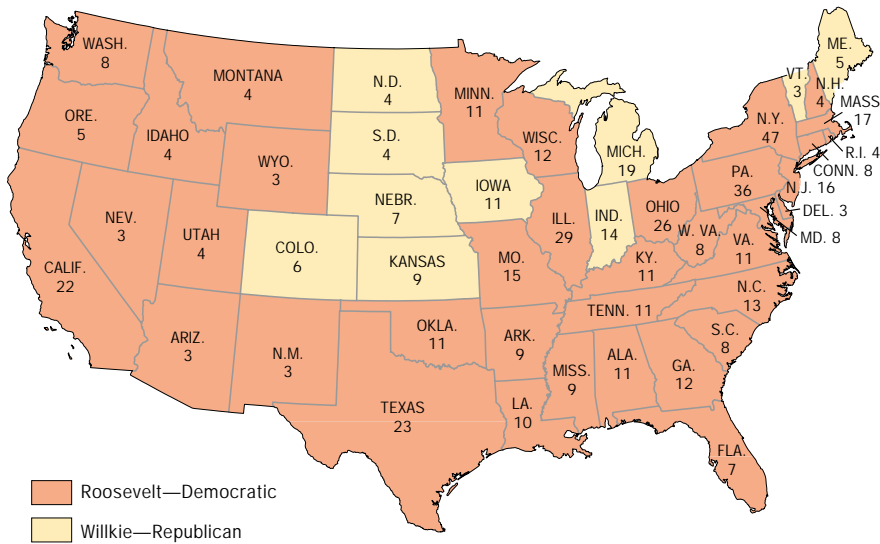 WASH.
8
ORE.
5
CALIF.
22
NEV.
3
IDAHO
4
MONTANA
4
WYO.
3
UTAH
4
COLO.
6
ARIZ.
3
N.M.
3
N.D.
4
S.D.
4
NEBR.
7
KANSAS
9
OKLA.
11
TEXAS
23
MINN.
11
IOWA
11
MO.
15
ARK.
9
LA.
10
WISC.
12
ILL.
29
MICH.
19
IND.
14
OHIO
26
KY.
11
TENN. 11
MISS.
9
ALA.
11
GA.
12
FLA.
7
S.C.
8
N.C.
13
VA.
11
W. VA.
8
PA.
36
N.Y.
47
VT.
3
N.H.
4
ME.
5
MASS
17
R.I. 4
CONN. 8
N.J. 16
DEL. 3
MD. 8
Roosevelt—Democratic
Willkie—Republican